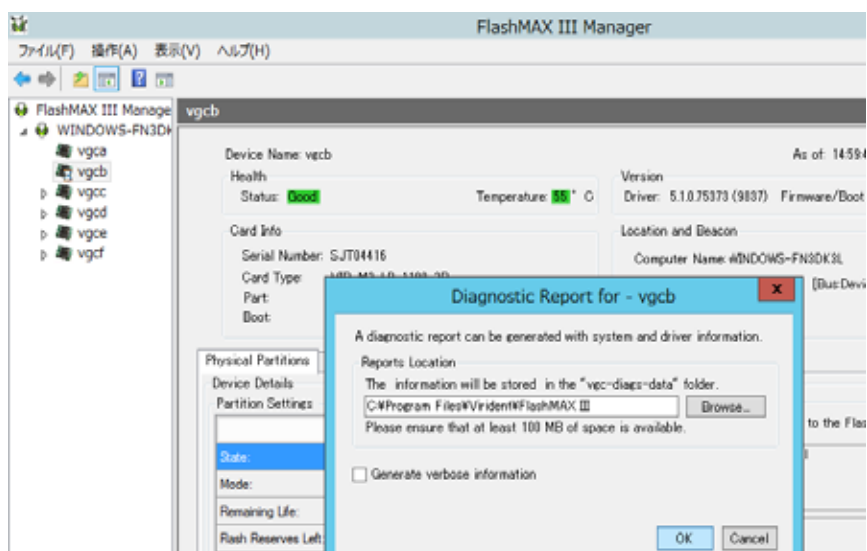 FlashMAX III Manager
ファイル(F) 操作(A) 表示(V) ヘルプ(H)
FlashMAX III Manage
WINDOWS-FN3DK
vgca
vgcb
vgcc
vgcd
vgce
vgcf
vgcb
Device Name: vgcb
As of: 14:59:4
Health
Status: Good
Temperature: 55 ° C
Version
Driver: 5.1.0.75373 (9837) Firmware/Boot
Card Info
Serial Number: SJT04416
Card Type:
Part:
Boot:
Location and Beacon
Computer Name: WINDOWS-FN3DK3L
[Bus:Devi
Physical Partitions
Device Details
Partition Settings
State:
Mode:
Remaining Life:
Flash Reserves Left:
to the Flas
Diagnostic Report for - vgcb
x
A diagnostic report can be generated with system and driver information.
Reports Location
The information will be stored in the "vgc-diags-data" folder.
C:¥Program Files¥Virident¥FlashMAX III
Browse...
Please ensure that at least 100 MB of space is available.
Generate verbose information
OK
Cancel